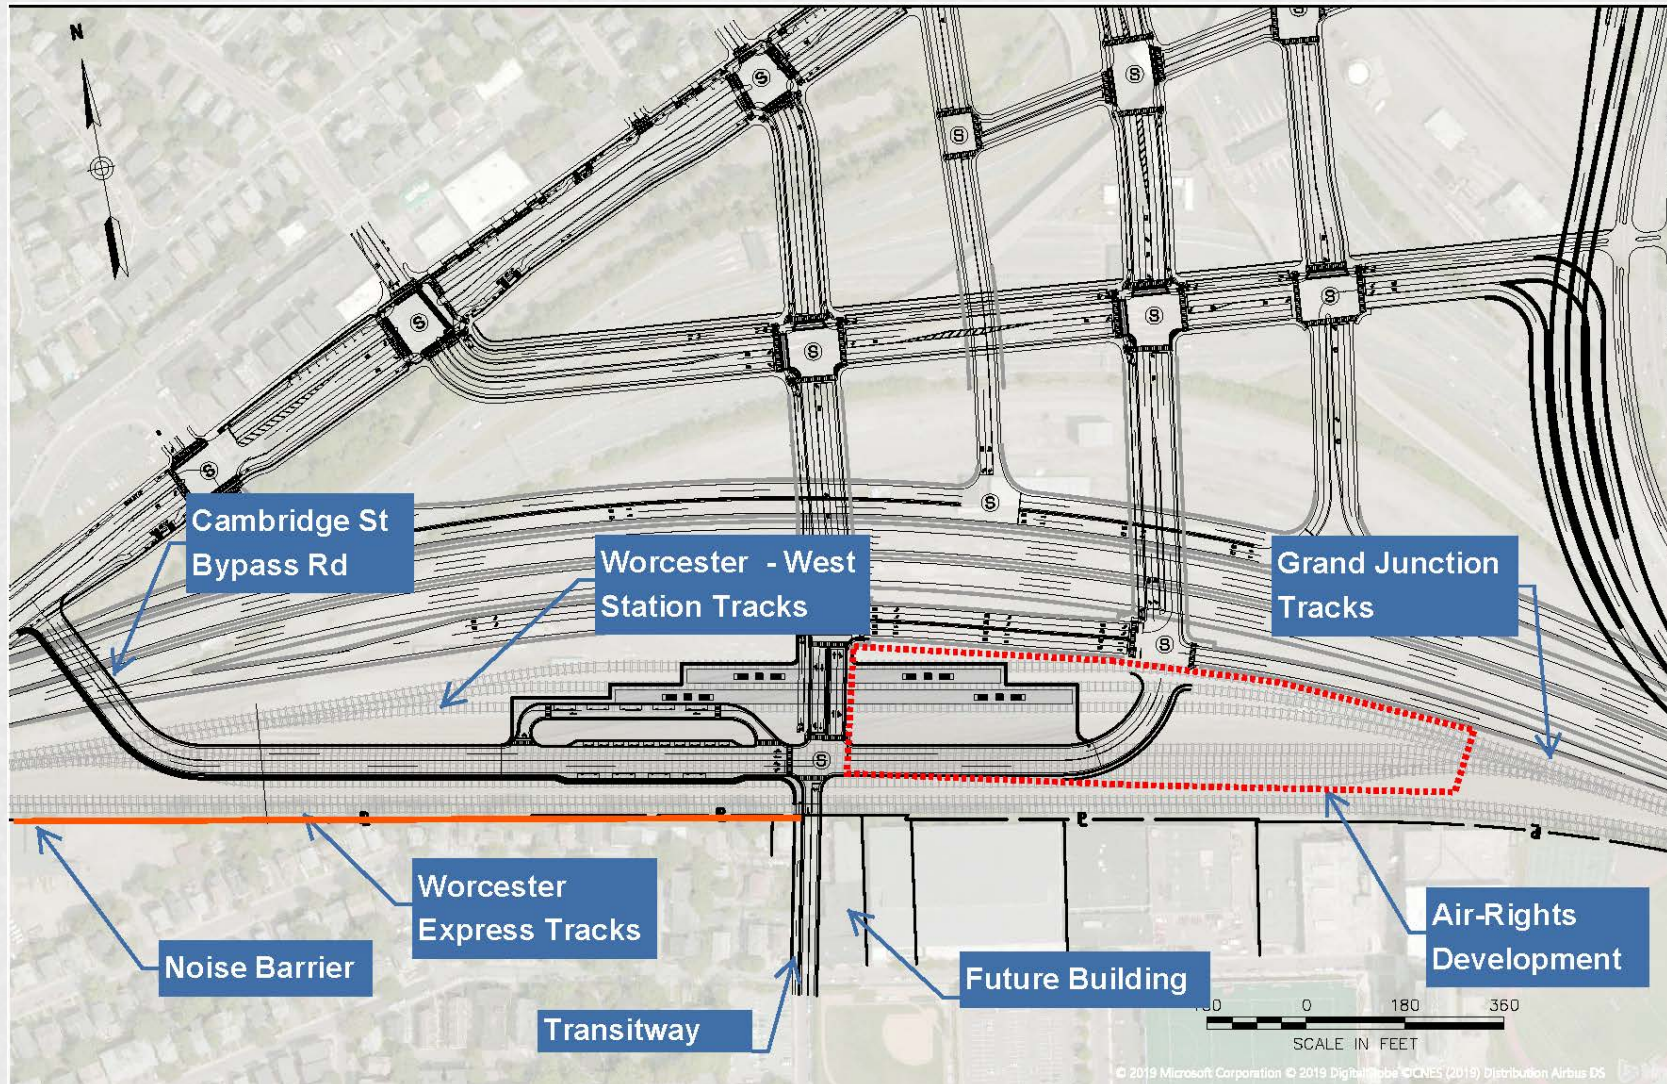 N
S
S
S
S
S
S
S
S
S
S
S
S
S
Cambridge St
Bypass Rd
Worcester - West
Station Tracks
Grand Junction
Tracks
Worcester
Express Tracks
Noise Barrier
Transitway
Future Building
Air-Rights
Development
0 180 360
SCALE IN FEET
© 2019 Microsoft Corporation © 2019 DigitalGlobe ©CNES (2019) Distribution Airbus DS